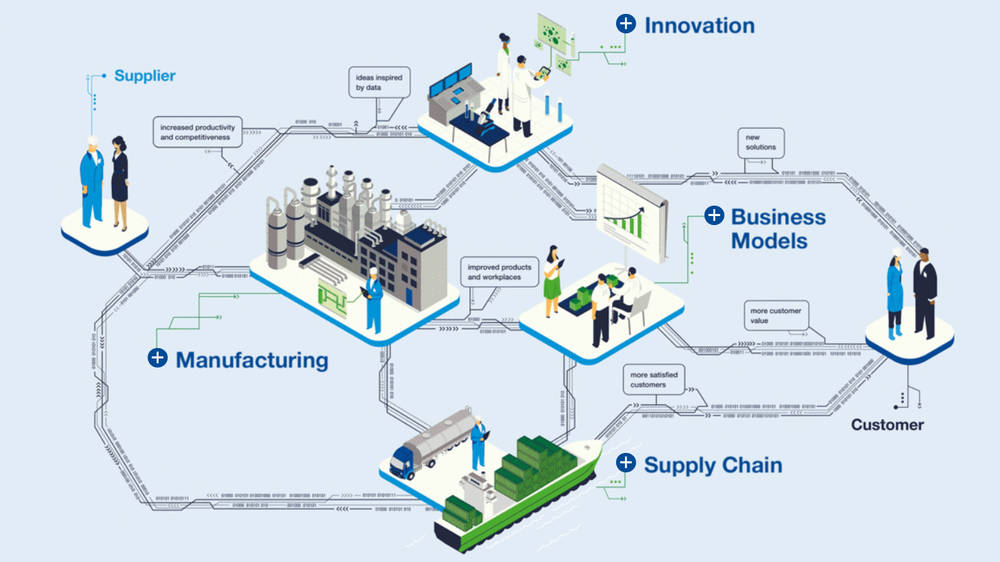 Innovation
Supplier
ideas inspired
by data
increased productivity
and competitiveness
new
solutions
Business
Models
improved products
and workplaces
more customer
value
Manufacturing
more satisfied
customers
Customer
Supply Chain